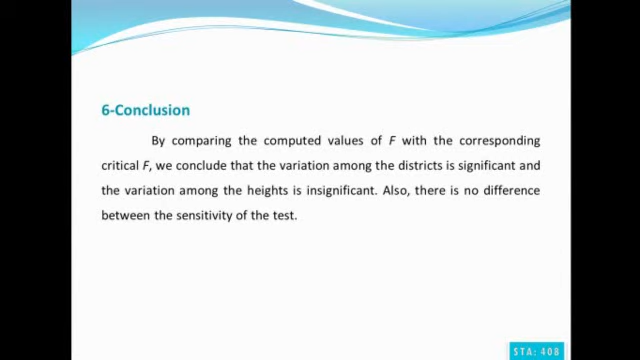 6-Conclusion
By comparing the computed values of F with the corresponding
critical F, we conclude that the variation among the districts is significant and
the variation among the heights is insignificant. Also, there is no difference
between the sensitivity of the test.
STA: 408